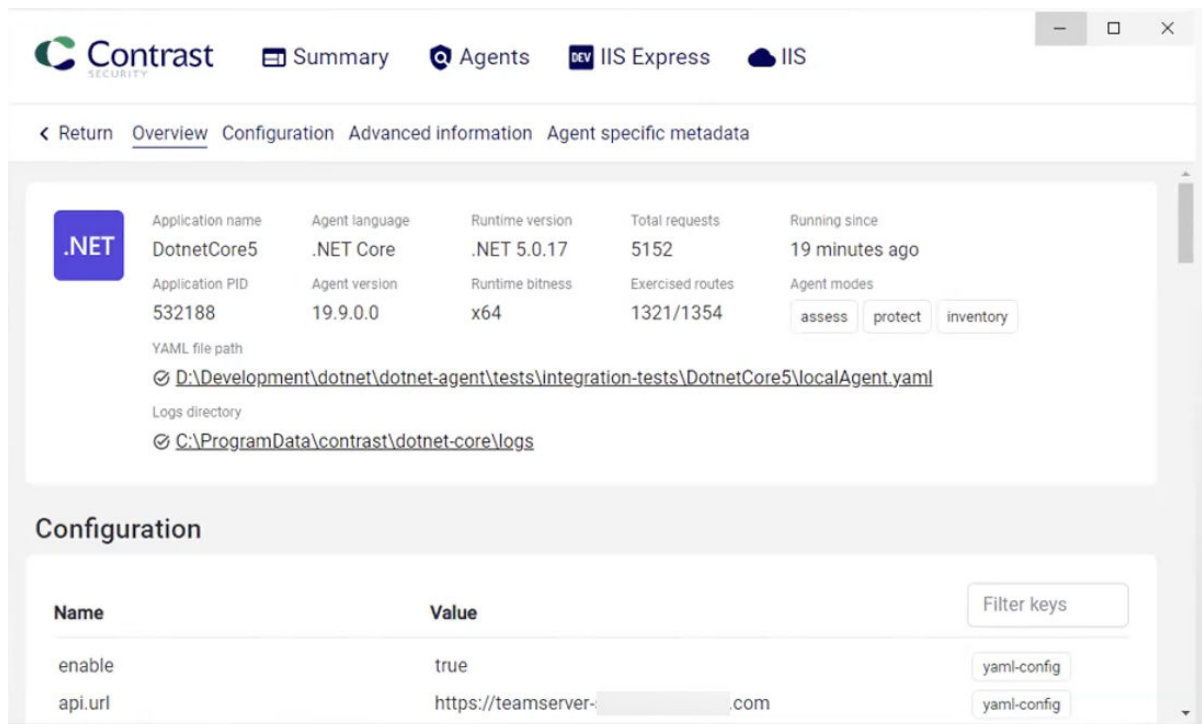 Contrast
SECURITY
Summary
Agents
DEV IIS Express
IIS
Return Overview Configuration Advanced information Agent specific metadata
.NET
Application name Agent language Runtime version Total requests Running since
DotnetCore5 .NET Core .NET 5.0.17 5152 19 minutes ago
Application PID Agent version Runtime bitness Exercised routes Agent modes
532188 19.9.0.0 x64 1321/1354 assess protect inventory
YAML file path
D:\Development\dotnet\dotnet-agent\tests\integration-tests\DotnetCore5\localAgent.yaml
Logs directory
C:\ProgramData\contrast\dotnet-core\logs
Configuration
Name Value Filter keys
enable true yaml-config
api.url https://teamserver- .com yaml-config